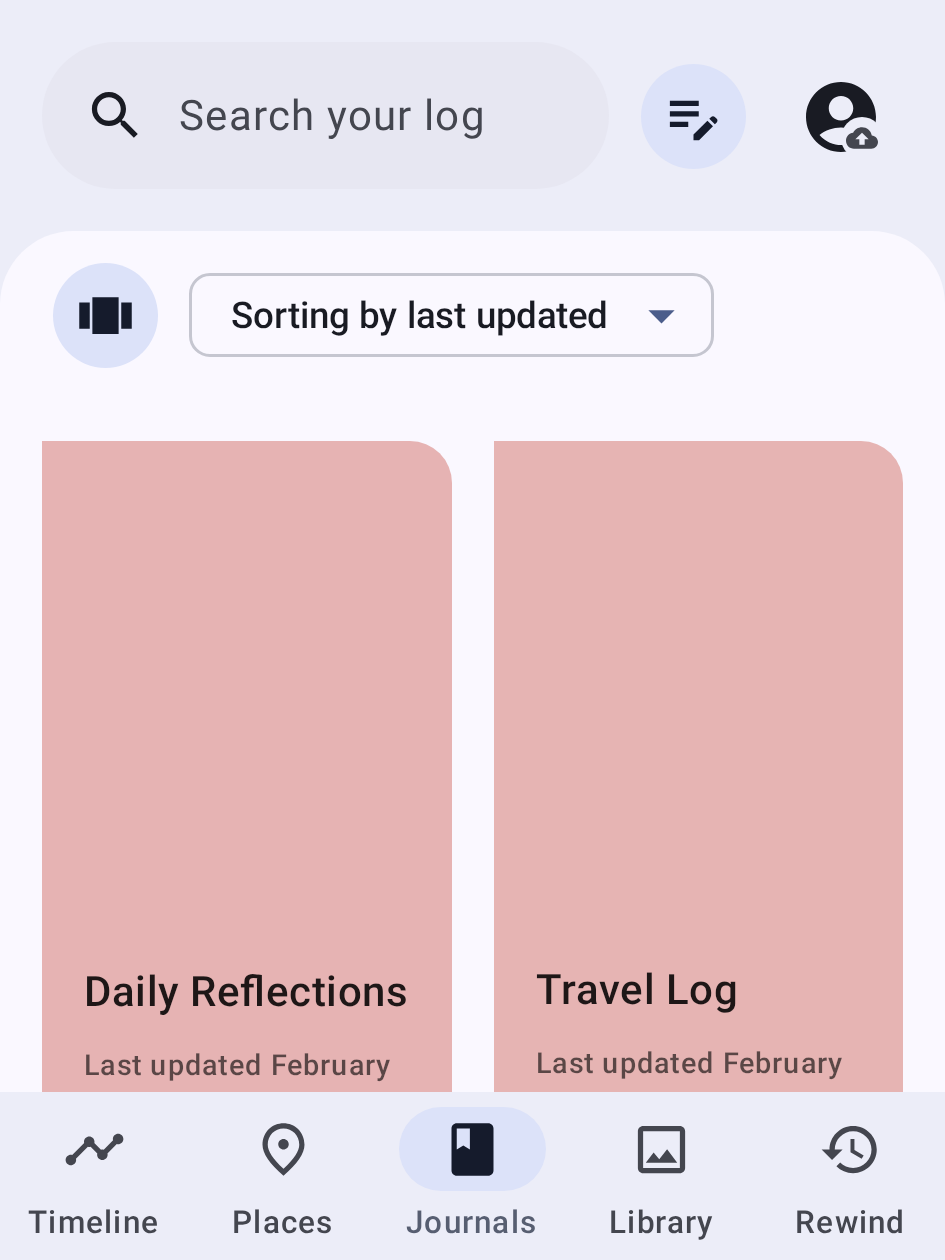 Search your log
Sorting by last updated
Daily Reflections
Last updated February
Travel Log
Last updated February
Timeline
Places
Journals
Library
Rewind